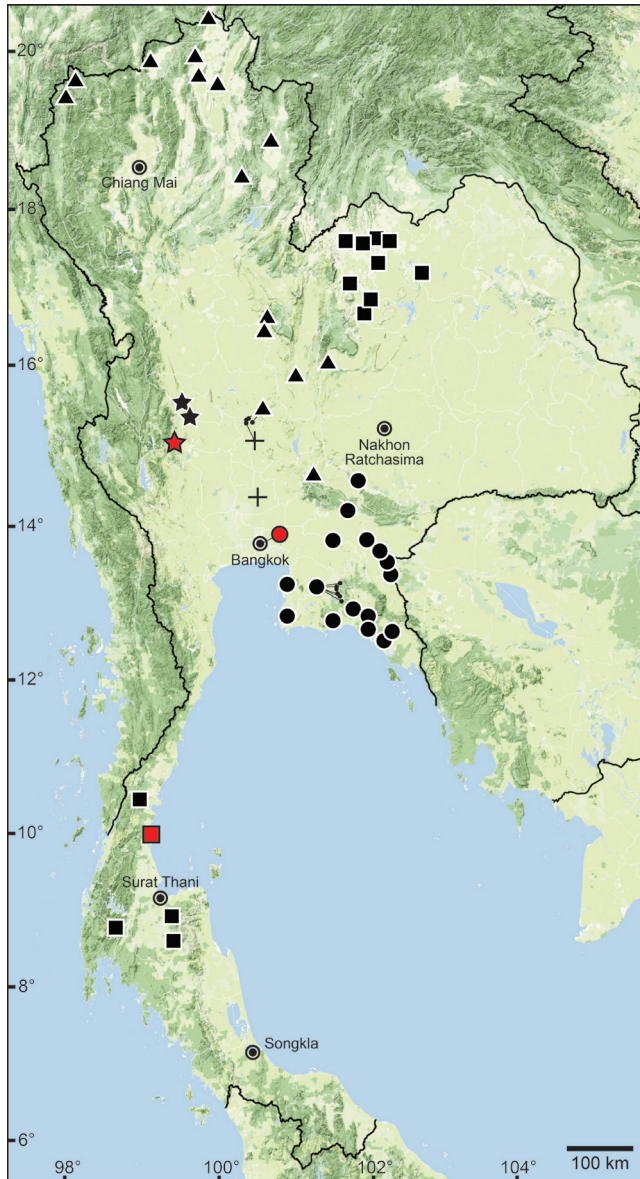 20°
Chiang Mai
18°
16°
Nakhon
Ratchasima
14°
Bangkok
12°
10°
Surat Thani
8°
Songkla
6°
98°
100°
102°
104°
100 km